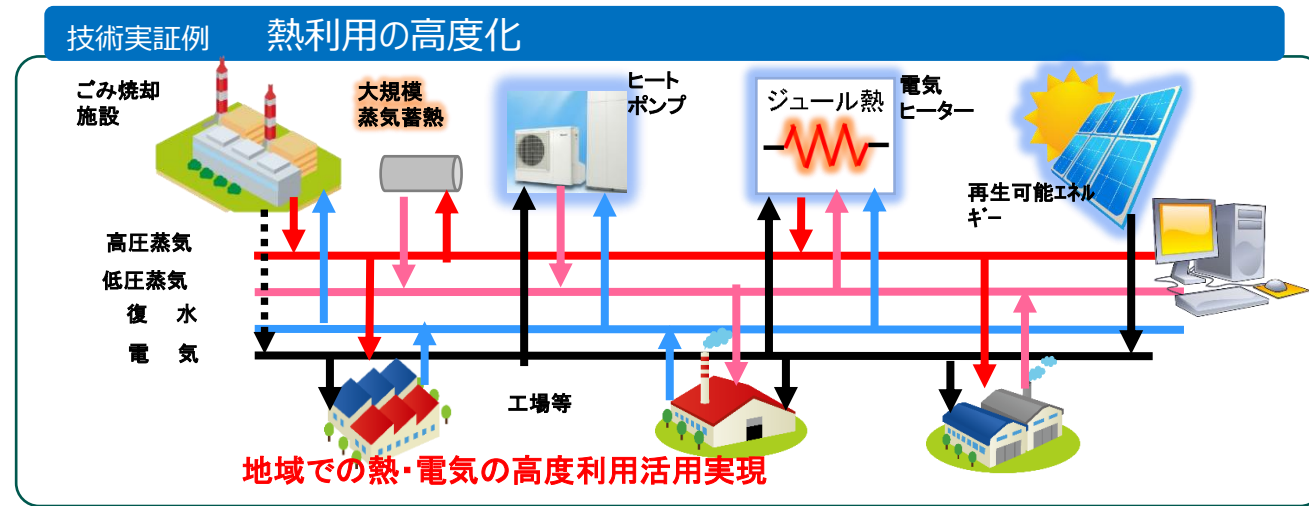 技術実証例 熱利用の高度化
ごみ焼却
施設
大規模
蒸気蓄熱
ヒート
ポンプ
ジュール熱
電気
ヒーター
再生可能エネル
ギー
高圧蒸気
低圧蒸気
復 水
電 気
工場等
地域での熱・電気の高度利用活用実現